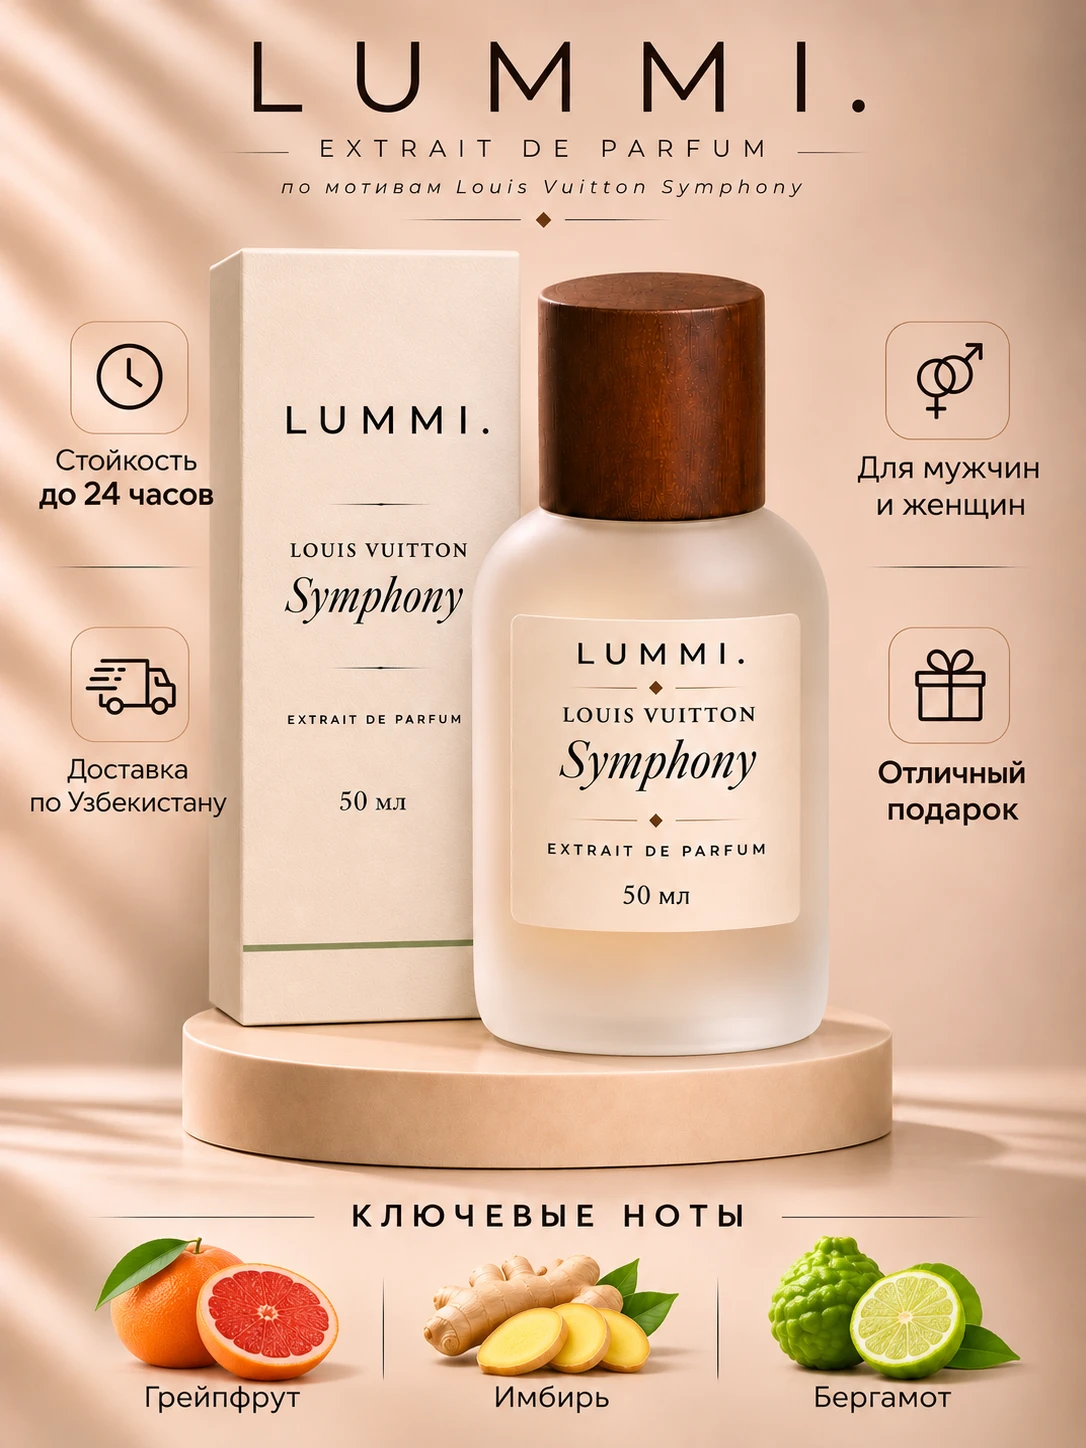 LUMMI.
EXTRAIT DE PARFUM
по мотивам Louis Vuitton Symphony
Стойкость
до 24 часов
Доставка
по Узбекистану
LUMMI.
LOUIS VUITTON
Symphony
EXTRAIT DE PARFUM
50 мл
LUMMI.
LOUIS VUITTON
Symphony
EXTRAIT DE PARFUM
50 мл
Для мужчин
и женщин
Отличный
подарок
КЛЮЧЕВЫЕ НОТЫ
Грейпфрут
Имбирь
Бергамот